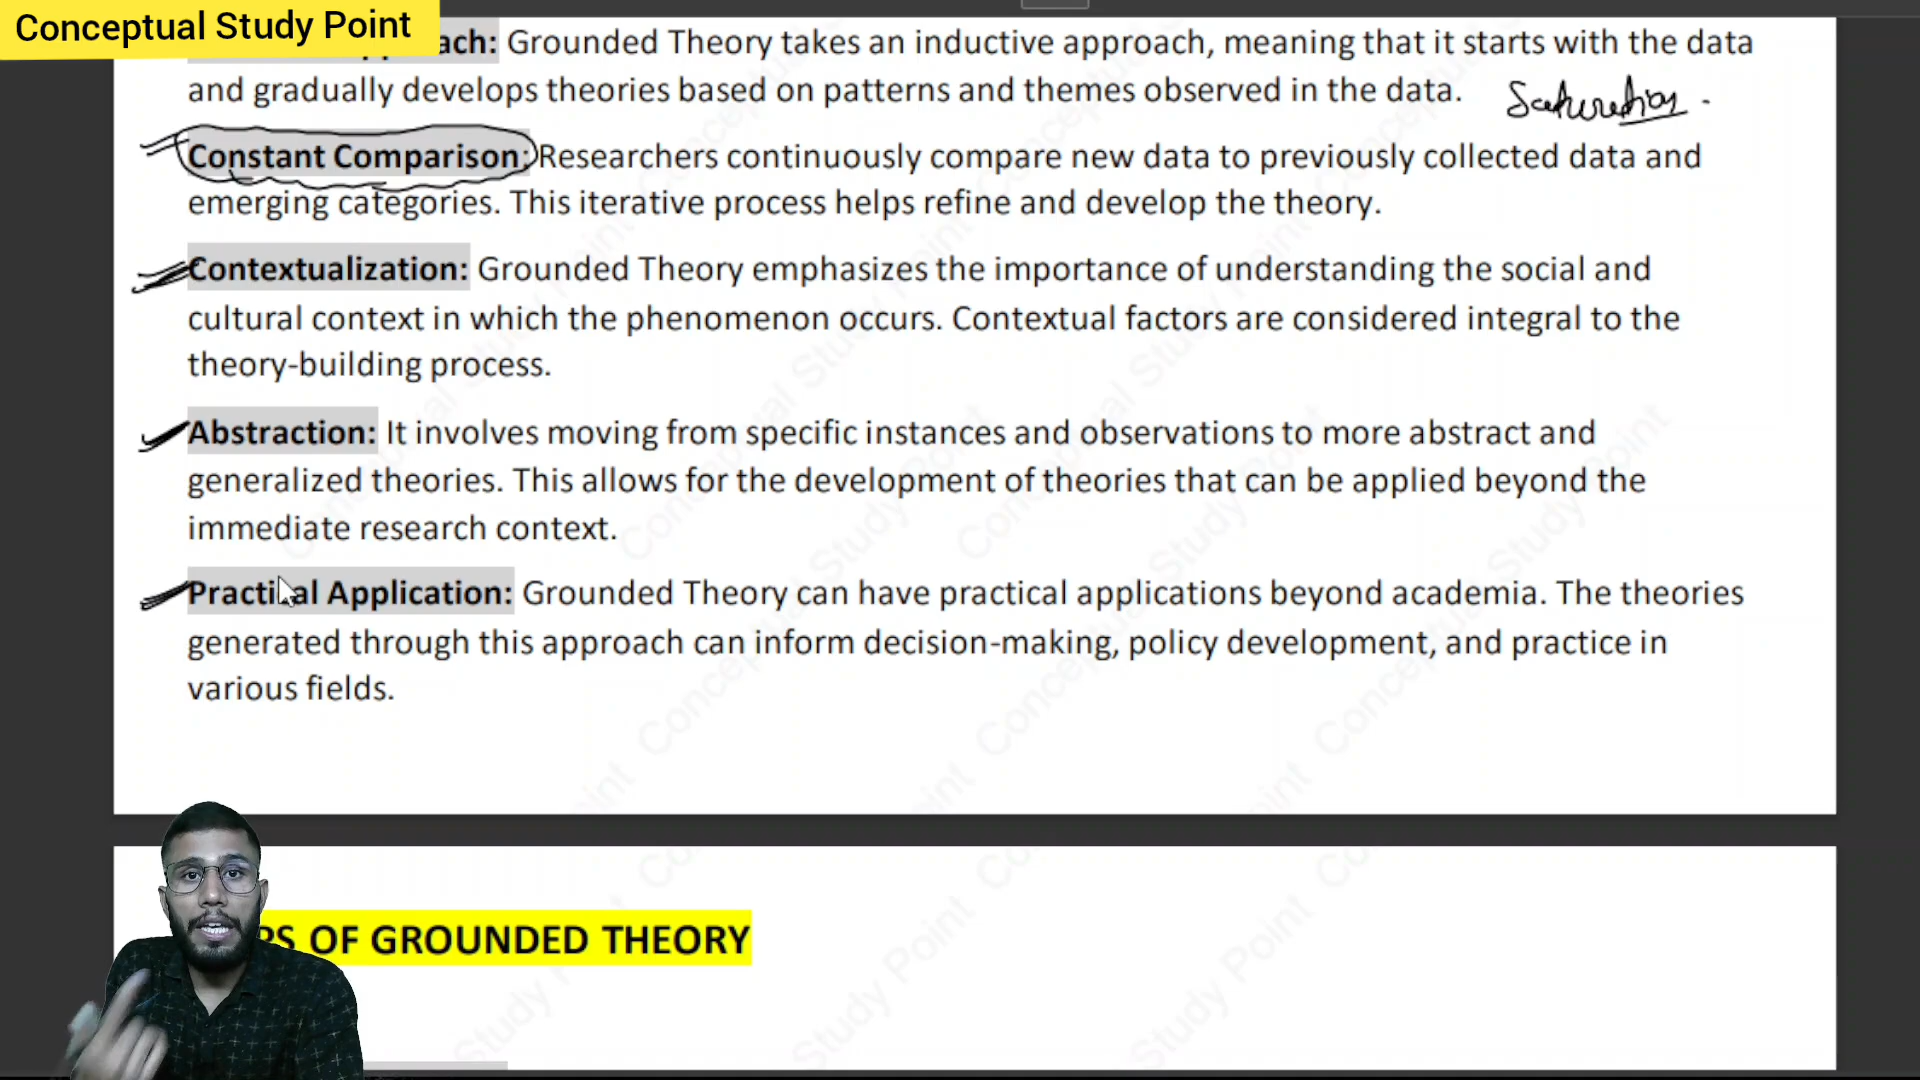 Conceptual Study Point
ach: Grounded Theory takes an inductive approach, meaning that it starts with the data
and gradually develops theories based on patterns and themes observed in the data.
Saturation
Constant Comparison: Researchers continuously compare new data to previously collected data and
emerging categories. This iterative process helps refine and develop the theory.
Contextualization: Grounded Theory emphasizes the importance of understanding the social and
cultural context in which the phenomenon occurs. Contextual factors are considered integral to the
theory-building process.
Abstraction: It involves moving from specific instances and observations to more abstract and
generalized theories. This allows for the development of theories that can be applied beyond the
immediate research context.
Practical Application: Grounded Theory can have practical applications beyond academia. The theories
generated through this approach can inform decision-making, policy development, and practice in
various fields.
PS OF GROUNDED THEORY